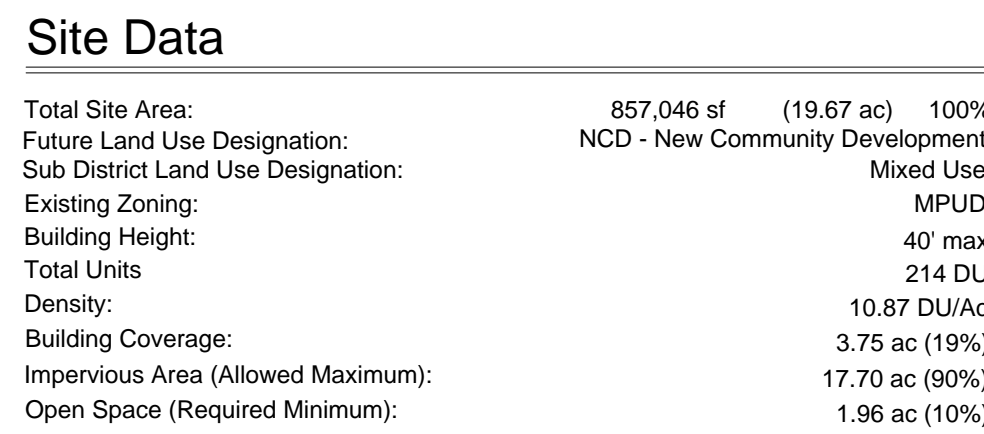 Site Data
Total Site Area: 857,046 sf (19.67 ac) 100%
Future Land Use Designation: NCD - New Community Development
Sub District Land Use Designation: Mixed Use
Existing Zoning: MPUD
Building Height: 40' max
Total Units 214 DU
Density: 10.87 DU/Ac
Building Coverage: 3.75 ac (19%)
Impervious Area (Allowed Maximum): 17.70 ac (90%)
Open Space (Required Minimum): 1.96 ac (10%)